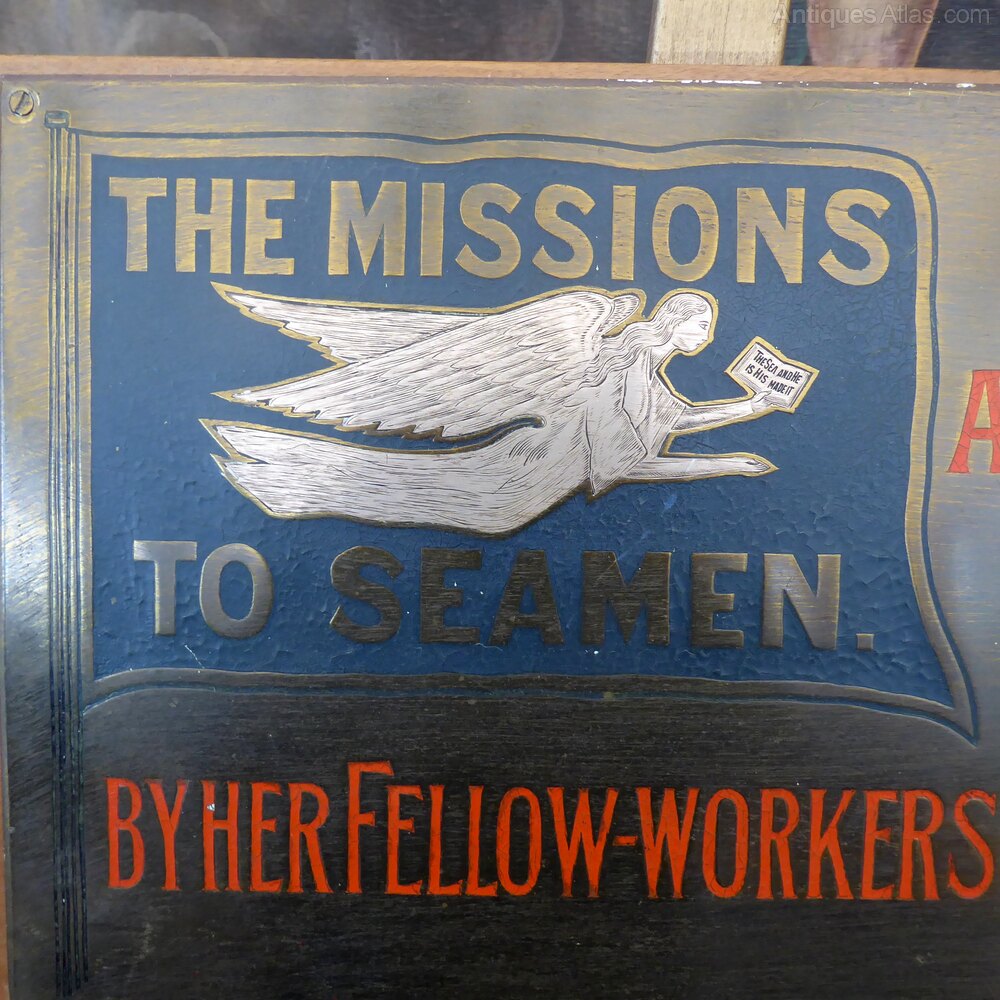 AntiquesAtlas.com
THE MISSIONS
THE SEA AND HE
IS HIS MADE IT
TO SEAMEN.
A
BY HER FELLOW-WORKERS